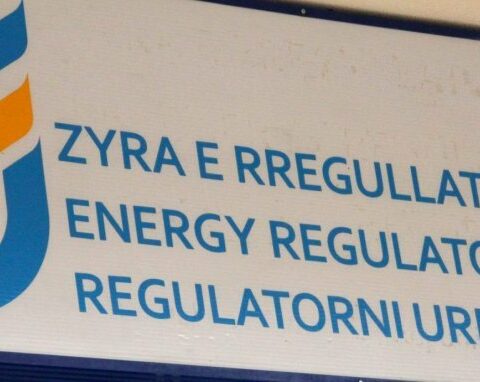 ZYRA E RREGULLAT
ENERGY REGULATO
REGULATORNI UR